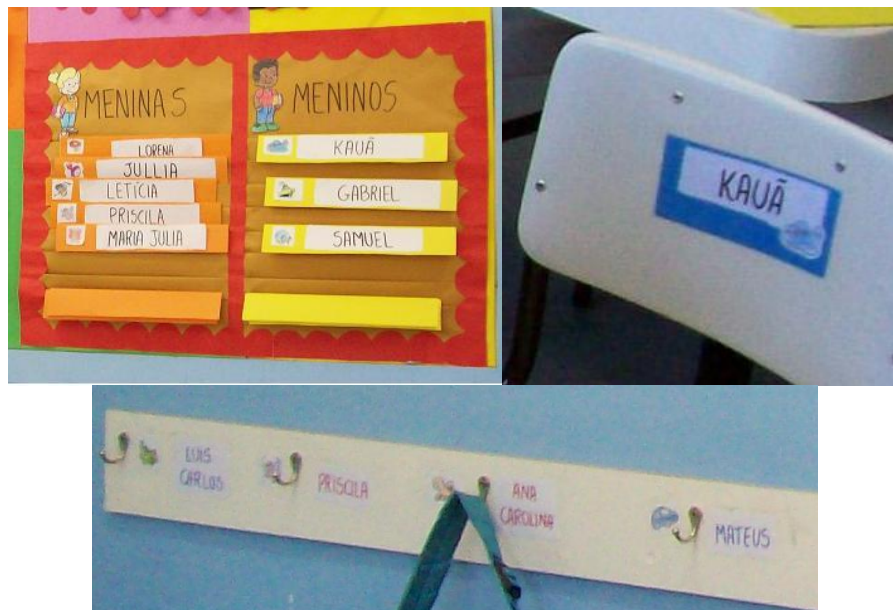 MENINAS
LORENA
JULLIA
LETÍCIA
PRISCILA
MARIA JULIA
MENINOS
KAUÃ
GABRIEL
SAMUEL
KAUÃ
LUIS
CARLOS
PRISCILA
ANA
CAROLINA
MATEUS